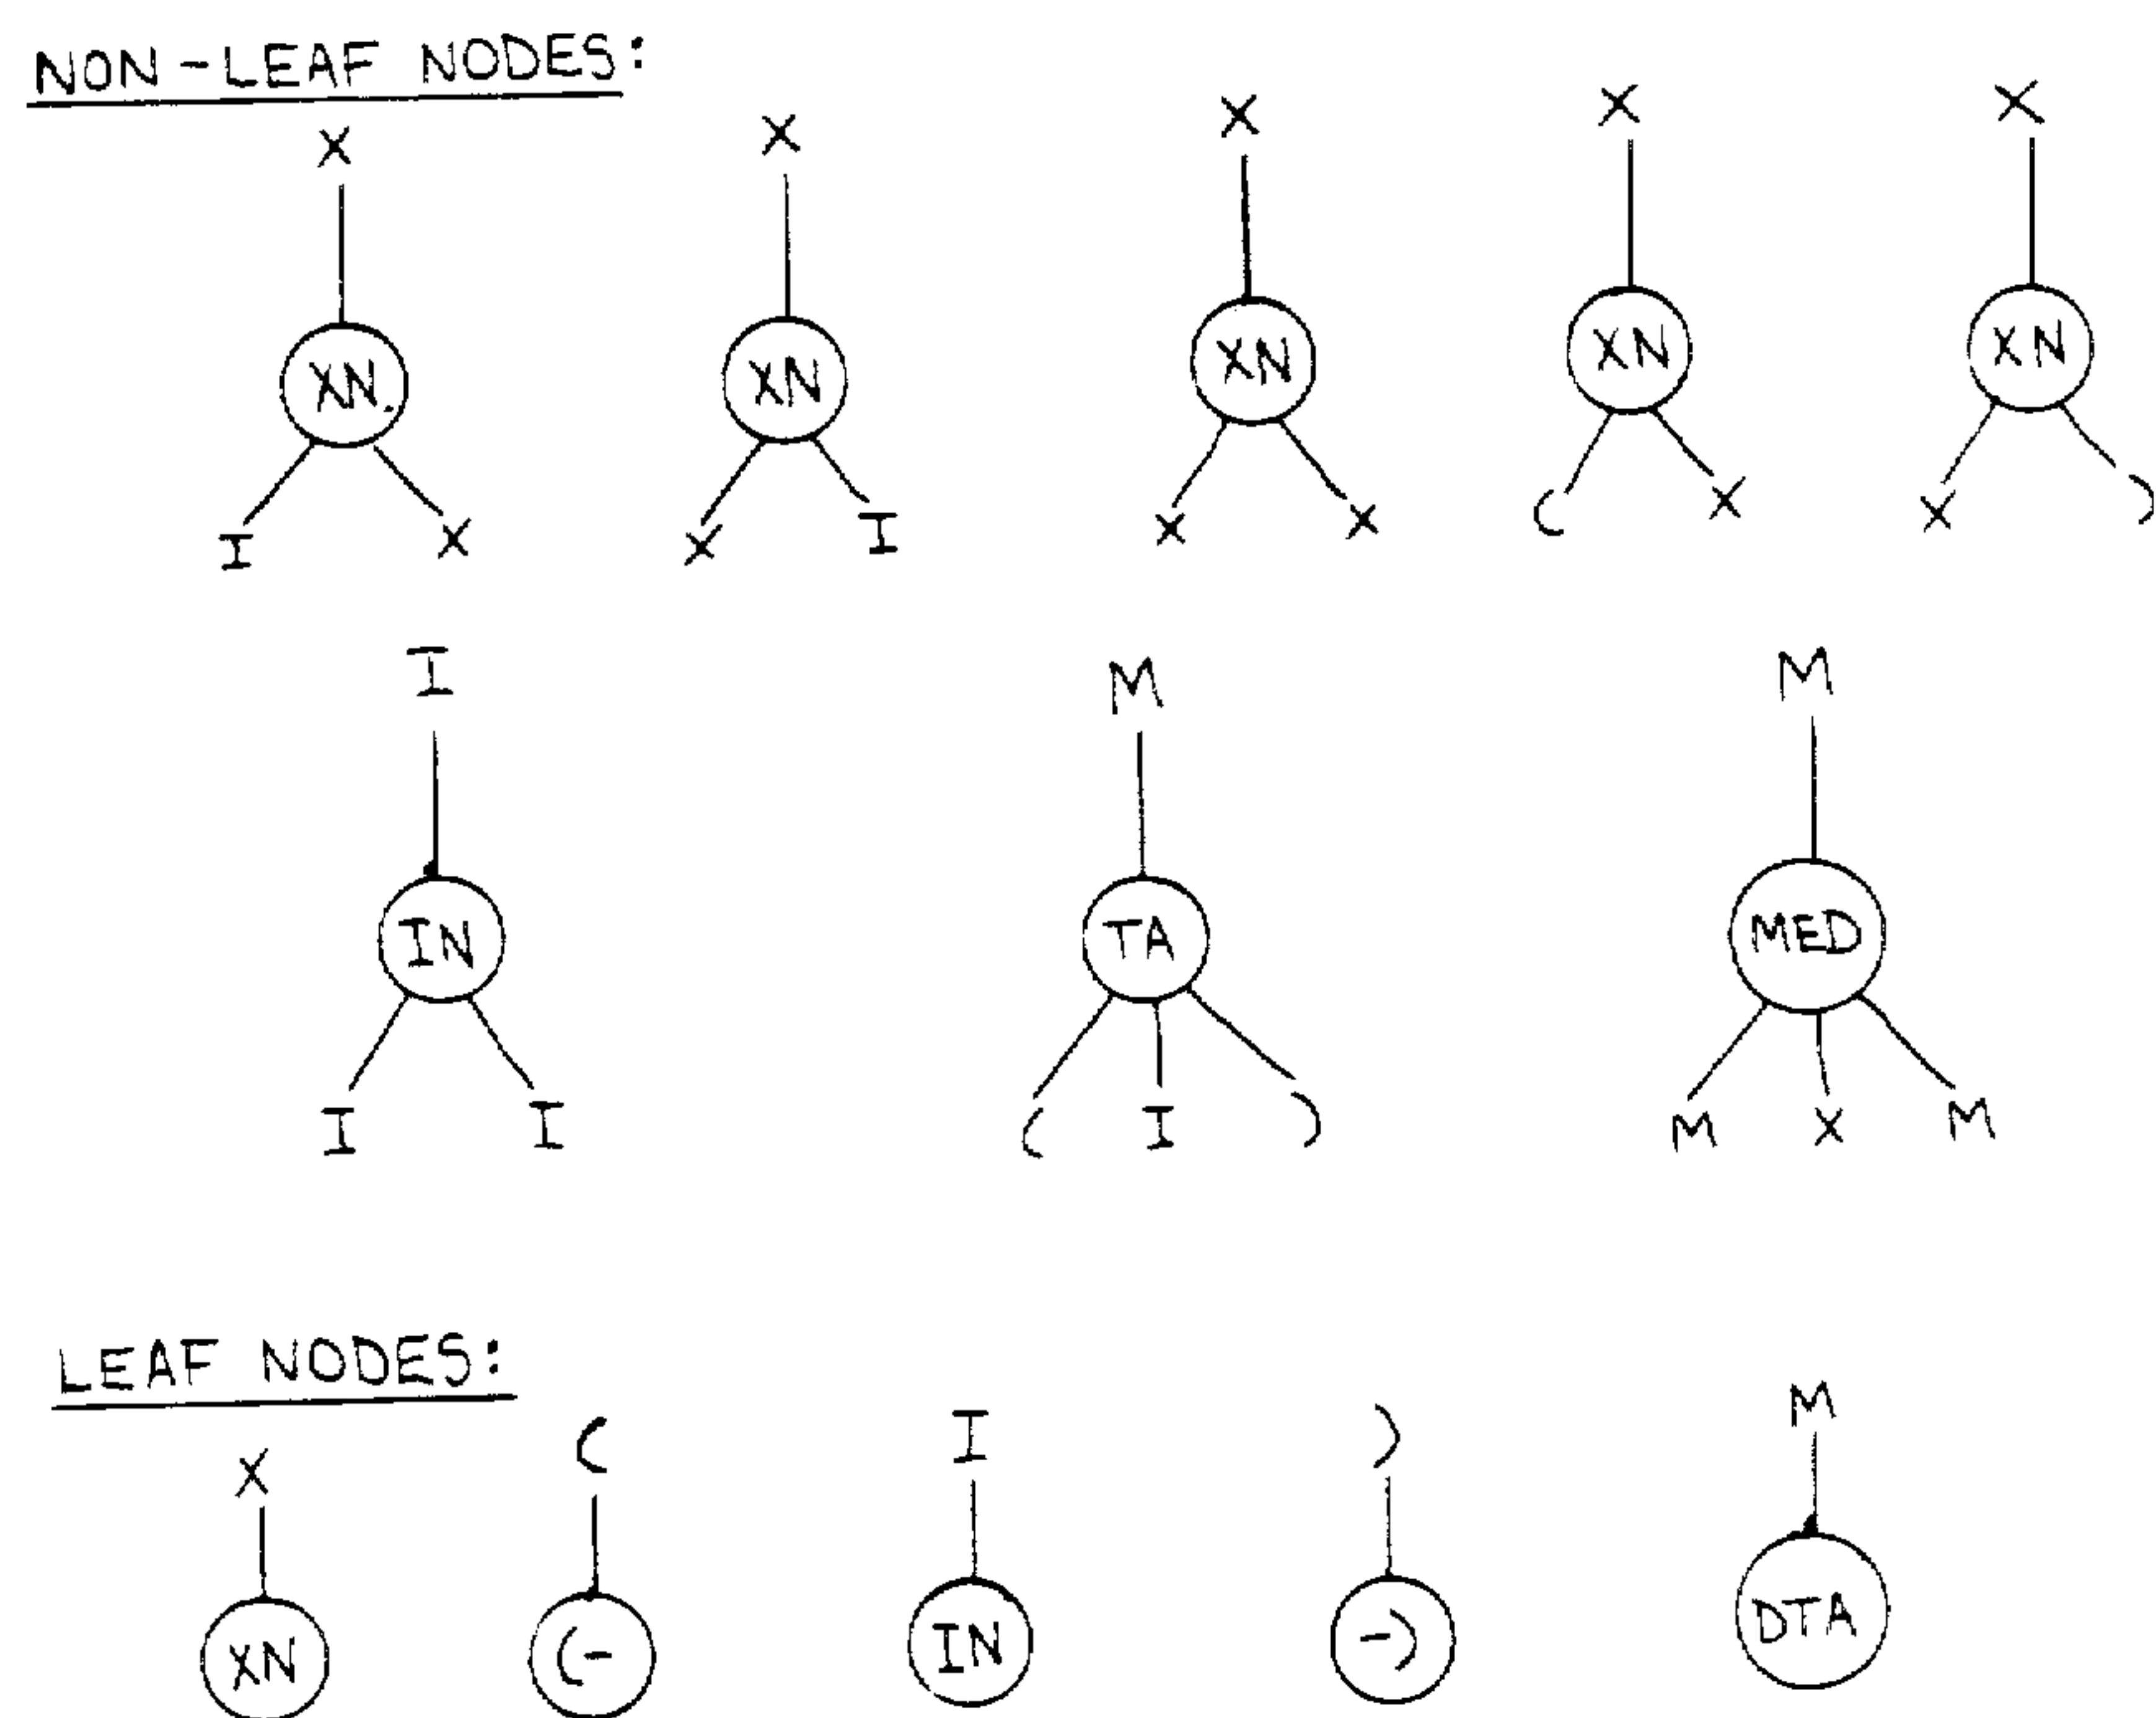 NON-LEAF NODES:
X X X X X
XN. XN XN XN XN
I X X I X X ( X X )
I M M
IN TA MED
I I ( I ) M X M
LEAF NODES:
X ( I ) M
XN (- IN -) DTA